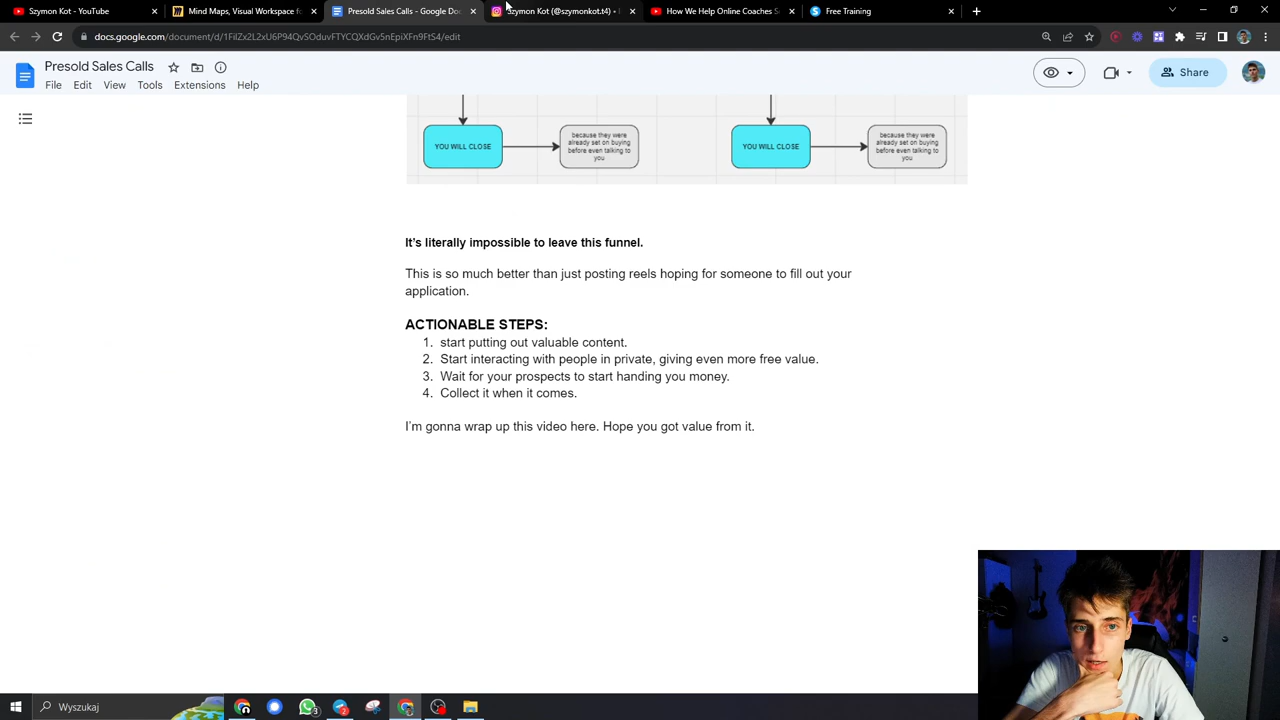 Szymon Kot - YouTube
Mind Maps, Visual Workspace f
Presold Sales Calls - Google Doc
Szymon Kot (@szymonkot.t4) •
How We Help Online Coaches S
Free Training
docs.google.com/document/d/1FiIZx2L2xU6P94QvSOduvFTYCQXdGv5nEpiXFn9FtS4/edit
Presold Sales Calls
File Edit View Tools Extensions Help
Share
YOU WILL CLOSE
because they were
already set on buying
before even talking to
you
YOU WILL CLOSE
because they were
already set on buying
before even talking to
you
It's literally impossible to leave this funnel.
This is so much better than just posting reels hoping for someone to fill out your
application.
ACTIONABLE STEPS:
1. start putting out valuable content.
2. Start interacting with people in private, giving even more free value.
3. Wait for your prospects to start handing you money.
4. Collect it when it comes.
I'm gonna wrap up this video here. Hope you got value from it.
Wyszukaj
3
2